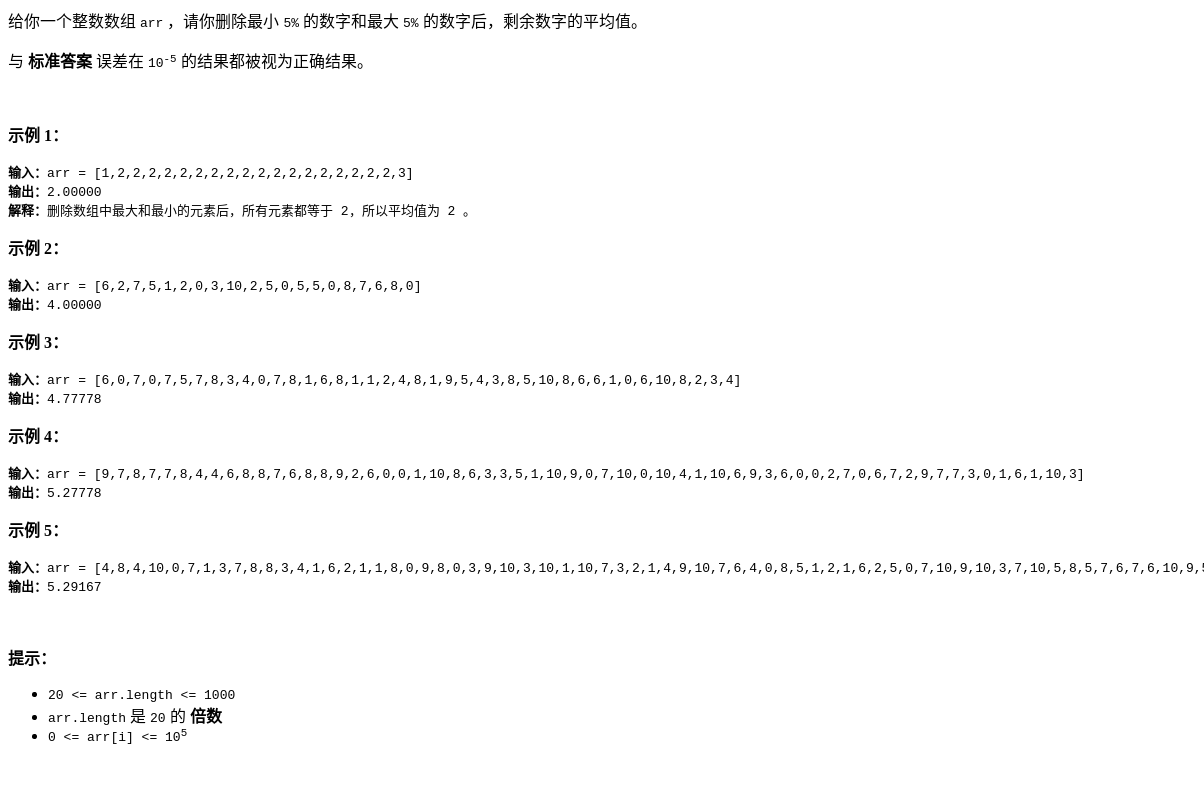 给你一个整数数组 arr ，请你删除最小 5% 的数字和最大 5% 的数字后，剩余数字的平均值。
与 标准答案 误差在 10⁻⁵ 的结果都被视为正确结果。
示例 1：
输入：arr = [1,2,2,2,2,2,2,2,2,2,2,2,2,2,2,2,2,2,2,3]
输出：2.00000
解释：删除数组中最大和最小的元素后，所有元素都等于 2，所以平均值为 2 。
示例 2：
输入：arr = [6,2,7,5,1,2,0,3,10,2,5,0,5,5,0,8,7,6,8,0]
输出：4.00000
示例 3：
输入：arr = [6,0,7,0,7,5,7,8,3,4,0,7,8,1,6,8,1,1,2,4,8,1,9,5,4,3,8,5,10,8,6,6,1,0,6,10,8,2,3,4]
输出：4.77778
示例 4：
输入：arr = [9,7,8,7,7,8,4,4,6,8,8,7,6,8,8,9,2,6,0,0,1,10,8,6,3,3,5,1,10,9,0,7,10,0,10,4,1,10,6,9,3,6,0,0,2,7,0,6,7,2,9,7,7,3,0,1,6,1,10,3]
输出：5.27778
示例 5：
输入：arr = [4,8,4,10,0,7,1,3,7,8,8,3,4,1,6,2,1,1,8,0,9,8,0,3,9,10,3,10,1,10,7,3,2,1,4,9,10,7,6,4,0,8,5,1,2,1,6,2,5,0,7,10,9,10,3,7,10,5,8,5,7,6,7,6,10,9,5
输出：5.29167
提示：
20 <= arr.length <= 1000
arr.length 是 20 的 倍数
0 <= arr[i] <= 10⁵